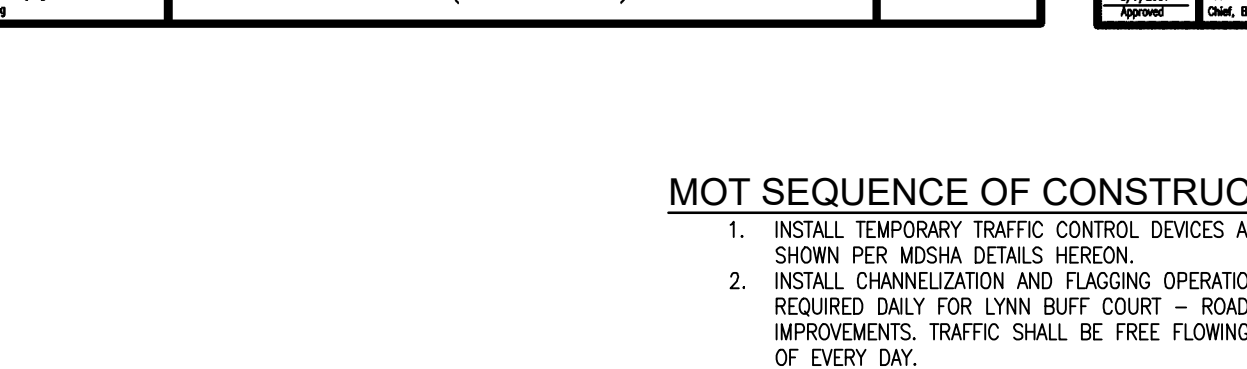 Approved
Chief, B
MOT SEQUENCE OF CONSTRUC
1. INSTALL TEMPORARY TRAFFIC CONTROL DEVICES A
SHOWN PER MDSHA DETAILS HEREON.
2. INSTALL CHANNELIZATION AND FLAGGING OPERATIO
REQUIRED DAILY FOR LYNN BUFF COURT – ROAD
IMPROVEMENTS. TRAFFIC SHALL BE FREE FLOWING
OF EVERY DAY.